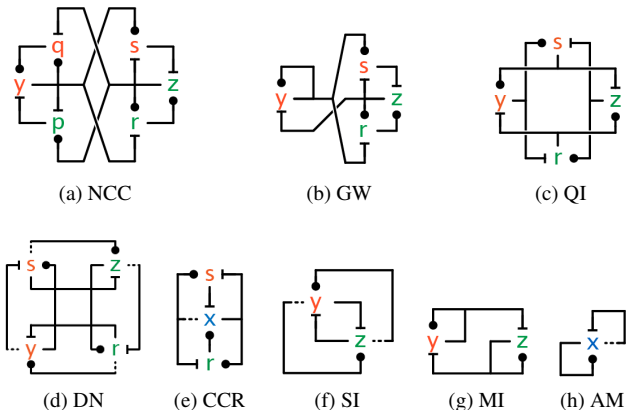 q s
y z
p r
(a) NCC
s
y z
r
(b) GW
s
y z
r
(c) QI
s z
y r
(d) DN
s
x
r
(e) CCR
y
z
(f) SI
y z
(g) MI
x
(h) AM